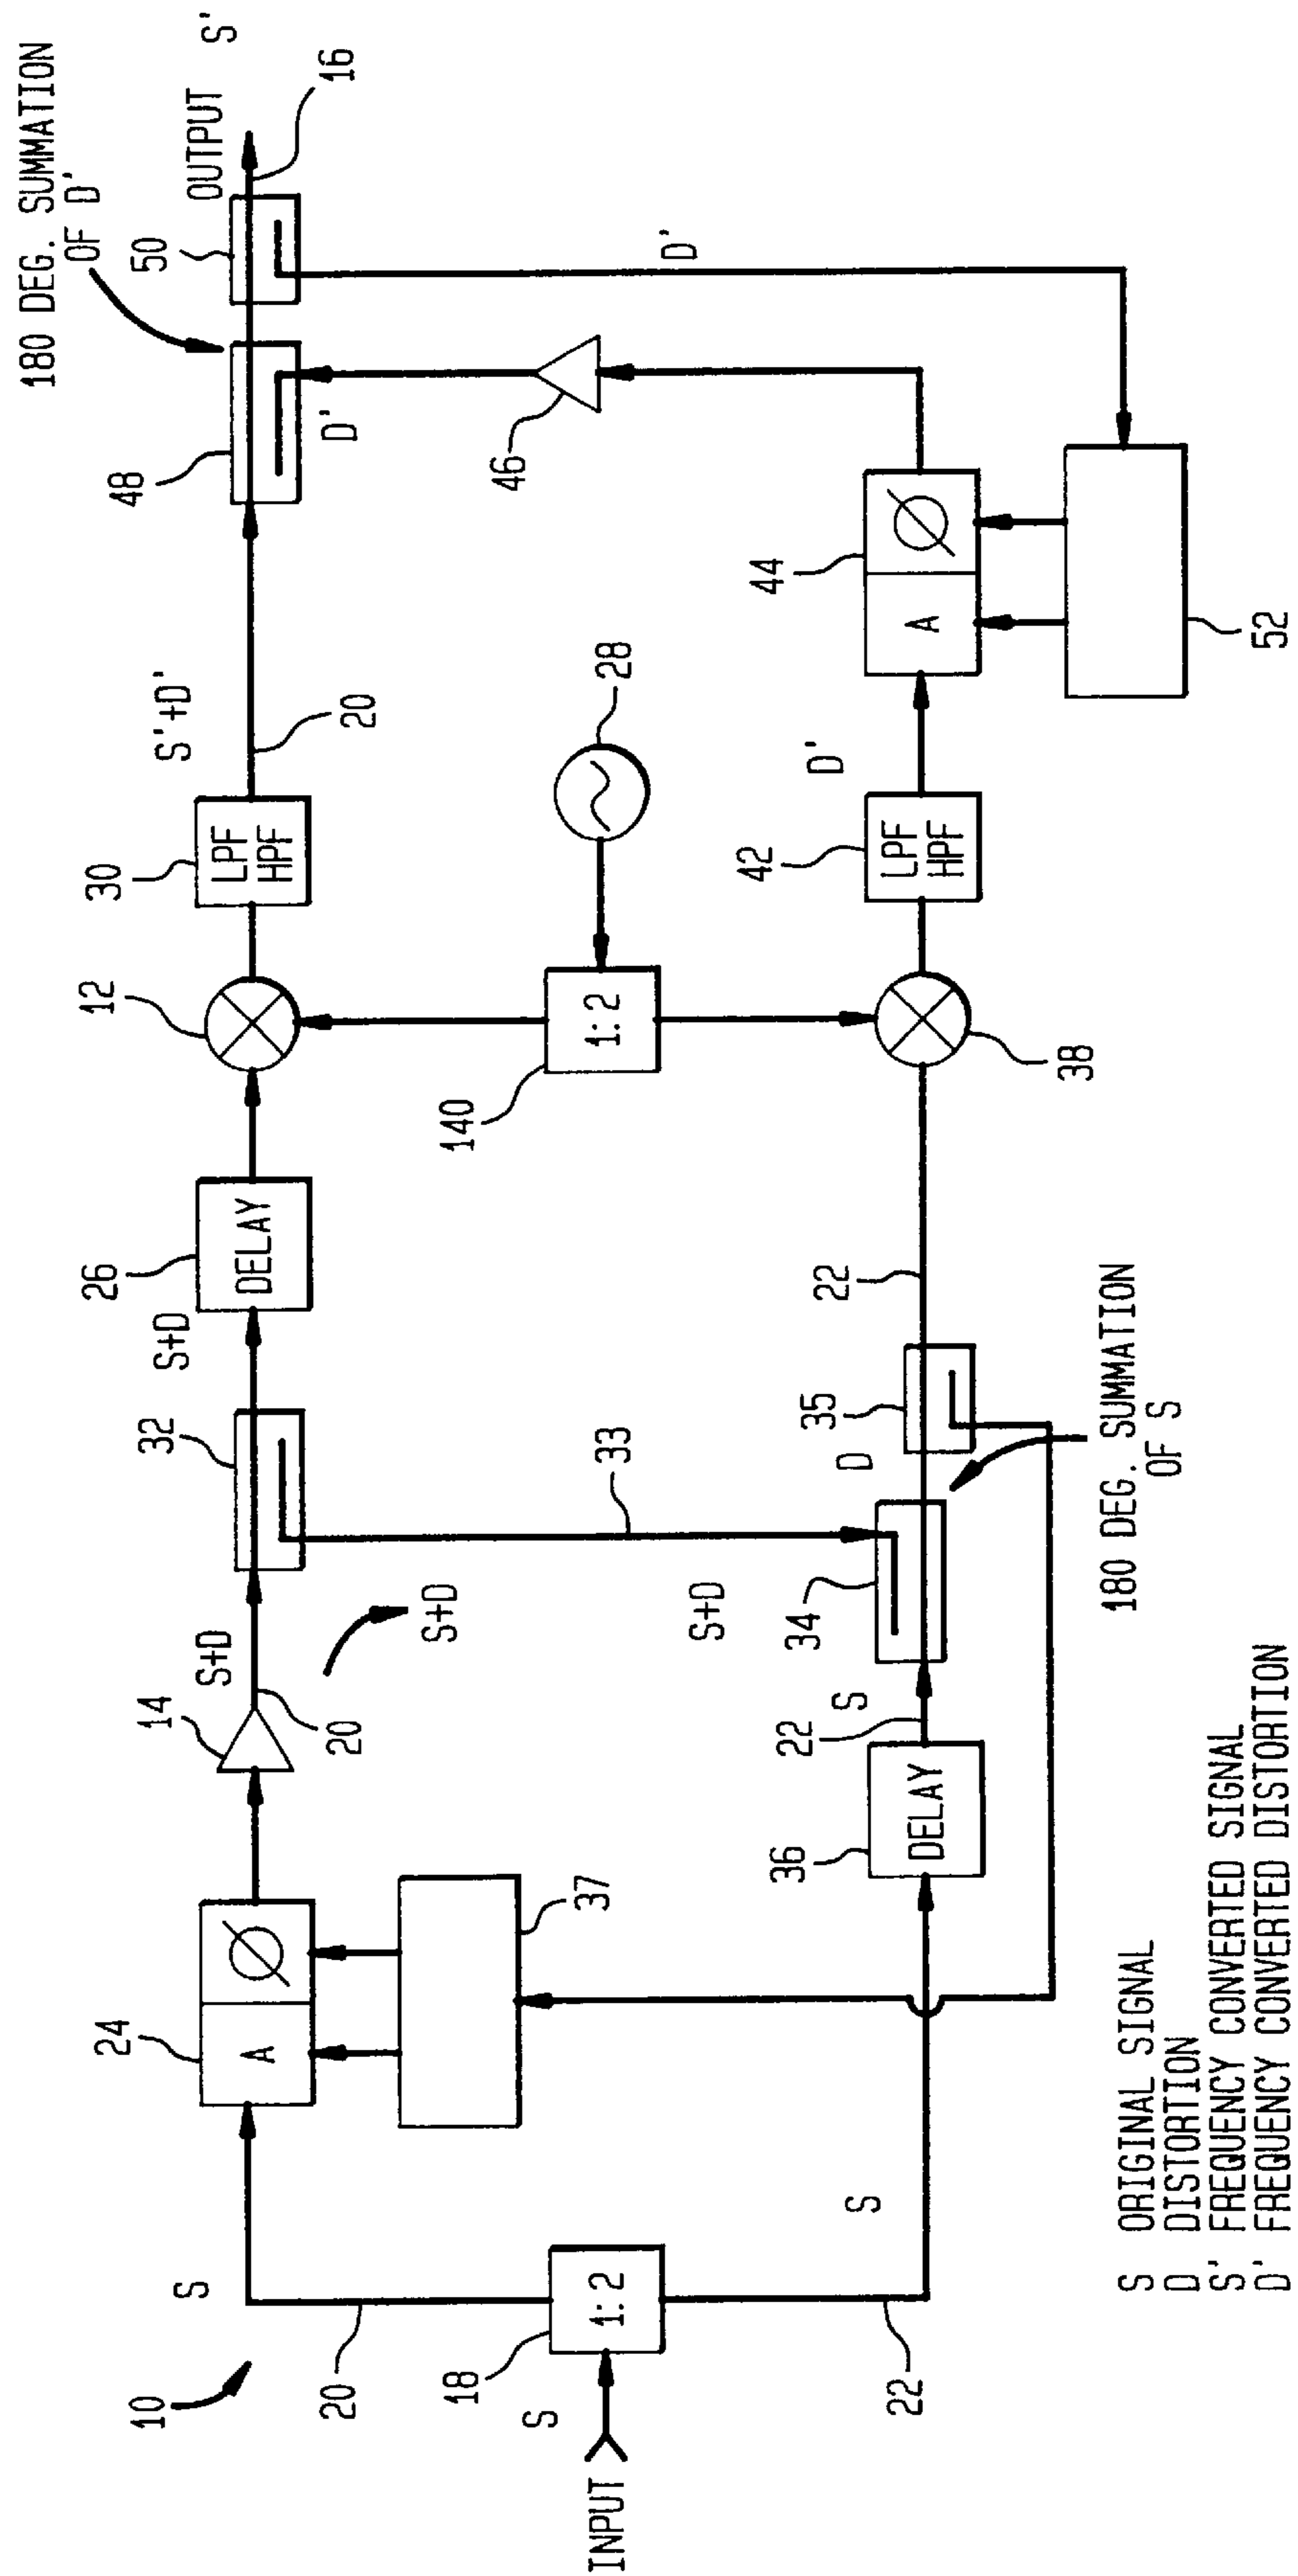 180 DEG. SUMMATION
OF D'
10
S
24
A
Ø
14
S+D
20
32
S+D
26
DELAY
12
30
LPF
HPF
S'+D'
20
48
50
OUTPUT S'
16
20
37
S+D
33
28
46
D'
D'
INPUT
S
18
1:2
140
1:2
S
S+D
22
36
DELAY
22
S
34
D
35
22
38
42
LPF
HPF
D'
44
A
Ø
52
180 DEG. SUMMATION
OF S
S ORIGINAL SIGNAL
D DISTORTION
S' FREQUENCY CONVERTED SIGNAL
D' FREQUENCY CONVERTED DISTORTION